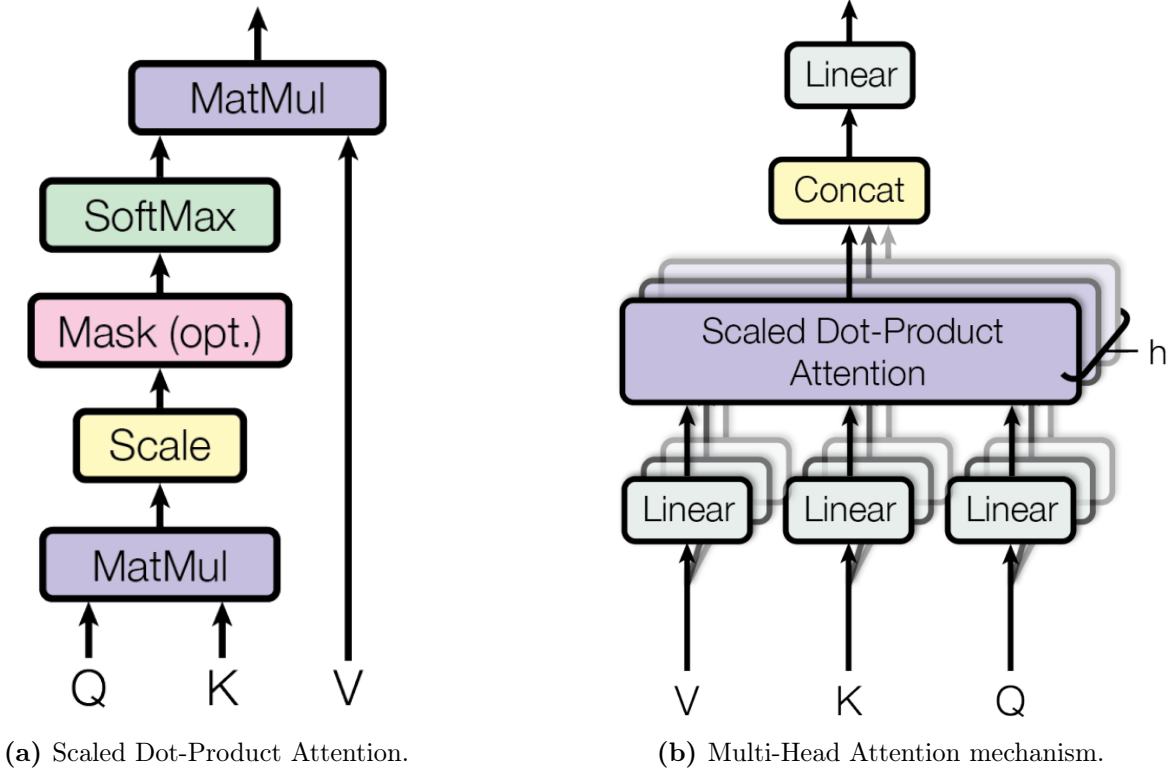 MatMul
SoftMax
Mask (opt.)
Scale
MatMul
Q K V
(a) Scaled Dot-Product Attention.
Linear
Concat
Scaled Dot-Product
Attention
h
Linear Linear Linear
V K Q
(b) Multi-Head Attention mechanism.